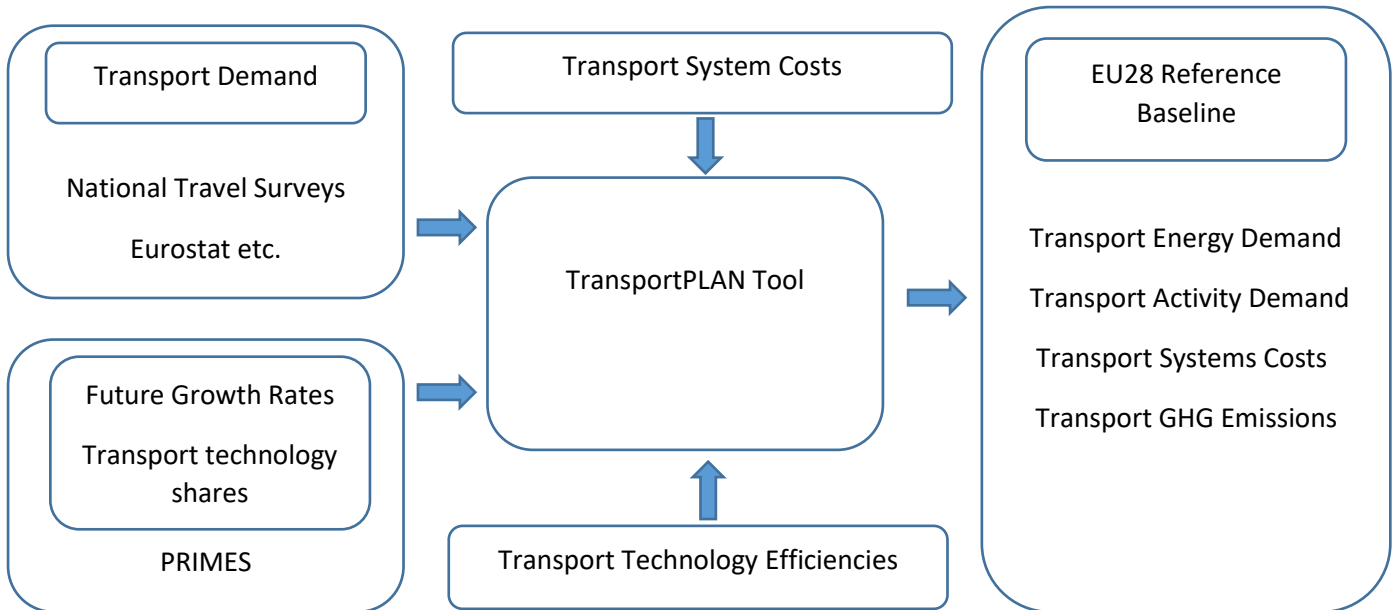 Transport Demand
National Travel Surveys
Eurostat etc.
Future Growth Rates
Transport technology
shares
PRIMES
Transport System Costs
TransportPLAN Tool
Transport Technology Efficiencies
EU28 Reference
Baseline
Transport Energy Demand
Transport Activity Demand
Transport Systems Costs
Transport GHG Emissions